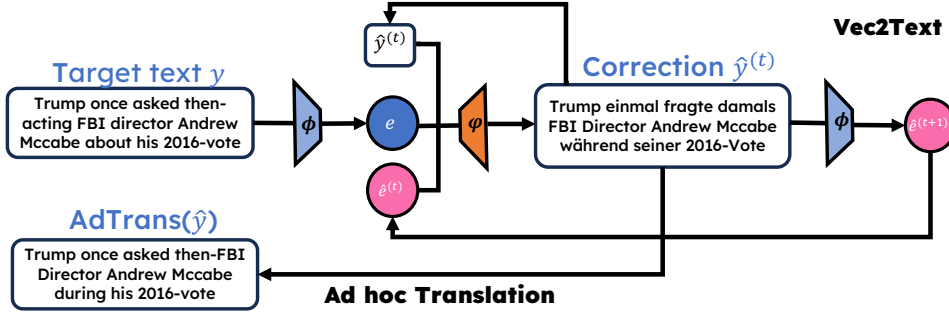 Vec2Text
ŷ⁽ᵗ⁾
Target text y
Correction ŷ⁽ᵗ⁾
Trump once asked then-
acting FBI director Andrew
Mccabe about his 2016-vote
ϕ
e
φ
Trump einmal fragte damals
FBI Director Andrew Mccabe
während seiner 2016-Vote
ϕ
ê⁽ᵗ⁺¹⁾
ê⁽ᵗ⁾
AdTrans(ŷ)
Trump once asked then-FBI
Director Andrew Mccabe
during his 2016-vote
Ad hoc Translation